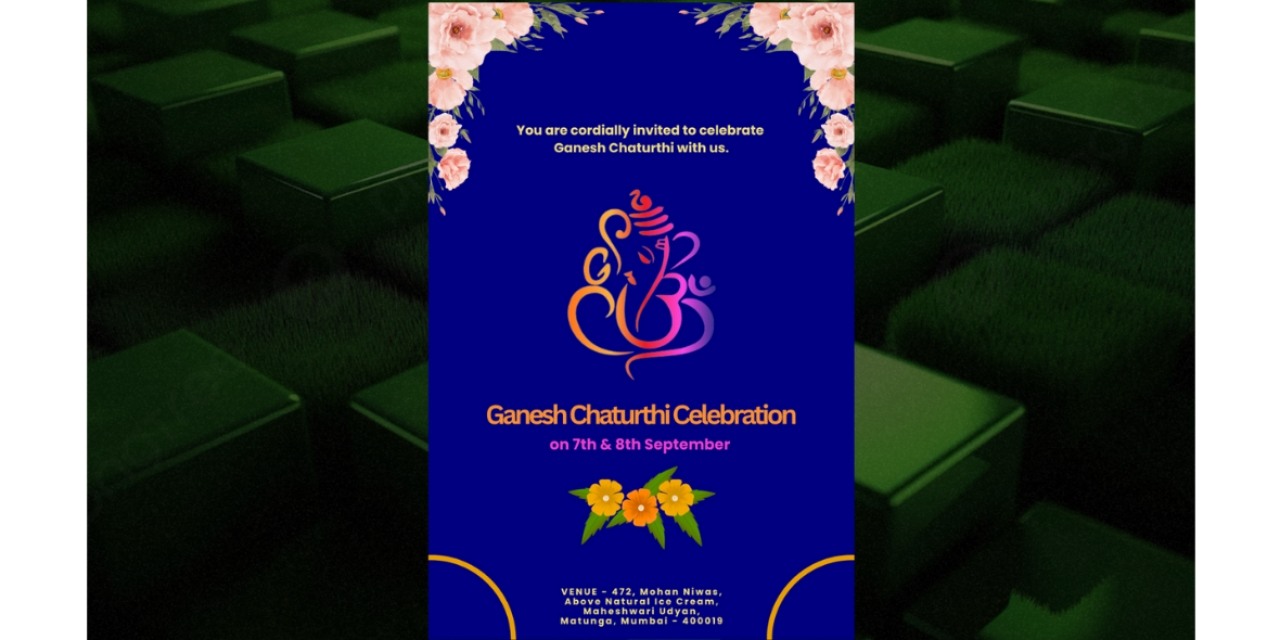 You are cordially invited to celebrate
Ganesh Chaturthi with us.
Ganesh Chaturthi Celebration
on 7th & 8th September
VENUE - 472, Mohan Niwas,
Above Natural Ice Cream,
Maheshwari Udyan,
Matunga, Mumbai - 400019